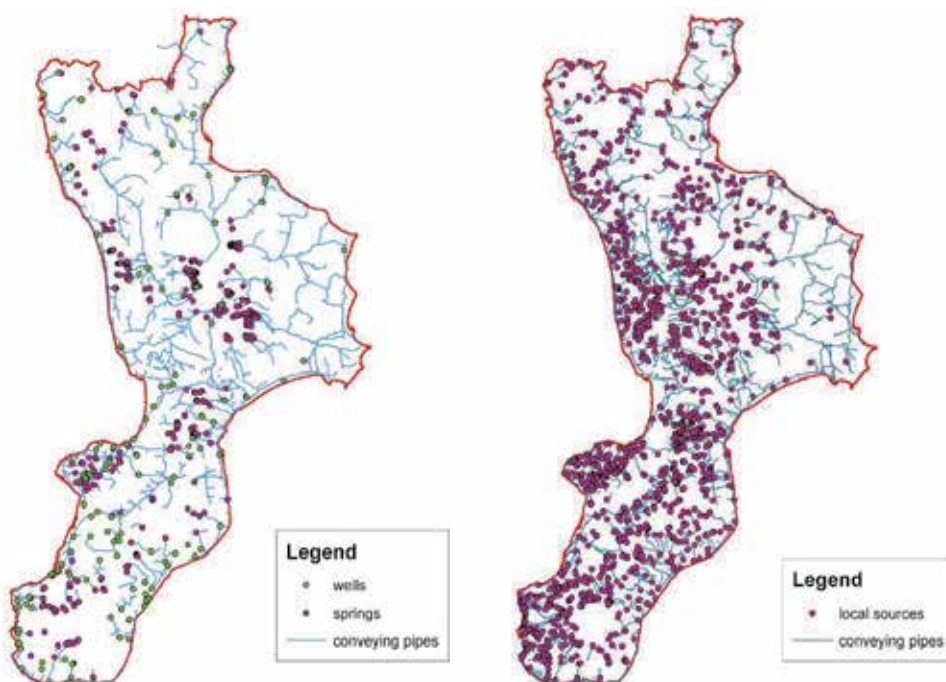 Legend
wells
springs
conveying pipes
Legend
local sources
conveying pipes